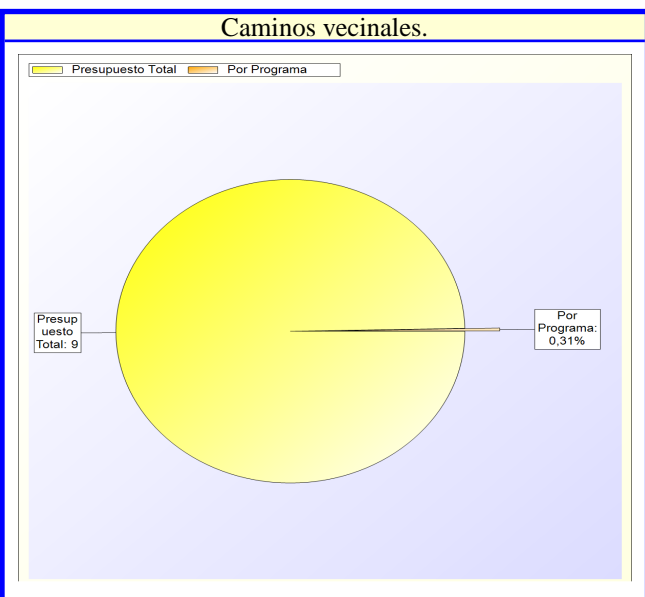 Caminos vecinales.
Presupuesto Total Por Programa
Presup
uesto
Total: 9
Por
Programa:
0,31%